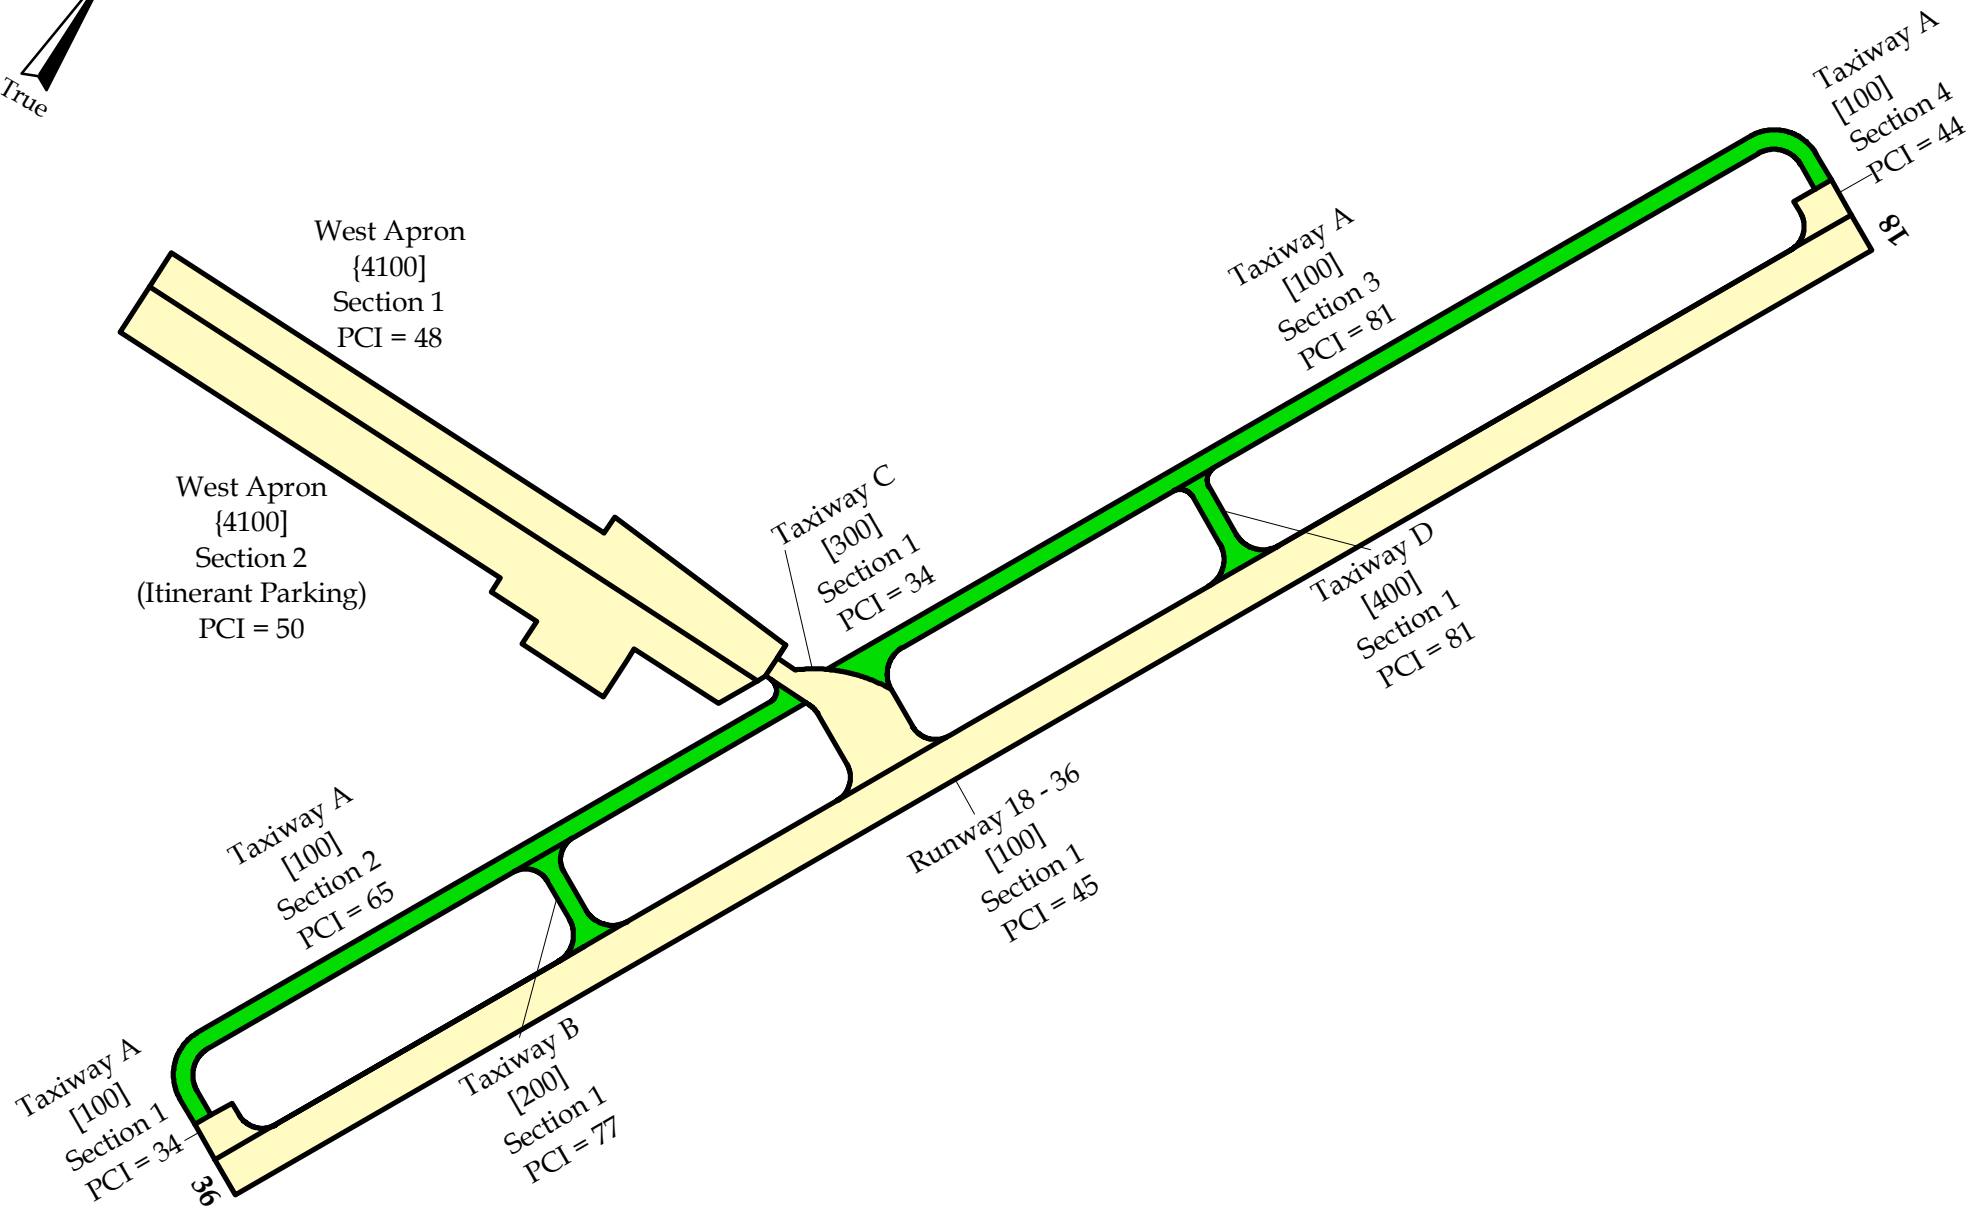 True
Taxiway A
[100]
Section 4
PCI = 44
18
West Apron
{4100]
Section 1
PCI = 48
Taxiway A
[100]
Section 3
PCI = 81
West Apron
{4100]
Section 2
(Itinerant Parking)
PCI = 50
Taxiway C
[300]
Section 1
PCI = 34
Taxiway D
[400]
Section 1
PCI = 81
Runway 18 - 36
[100]
Section 1
PCI = 45
Taxiway A
[100]
Section 2
PCI = 65
Taxiway B
[200]
Section 1
PCI = 77
Taxiway A
[100]
Section 1
PCI = 34
36